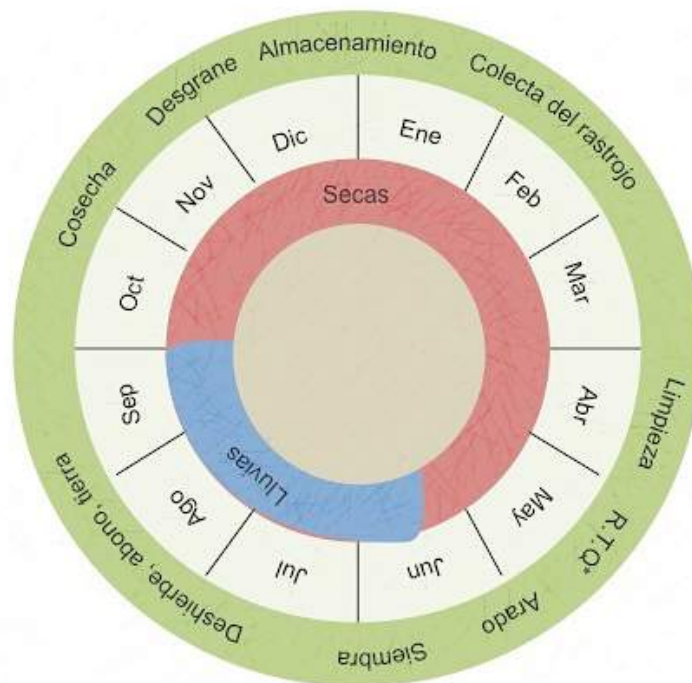 Almacenamiento
Colecta del rastrojo
Limpieza
R.T.Q*
Arado
Siembra
Deshierbe, abono, tierra
Cosecha
Desgrane
Ene
Feb
Mar
Abr
May
Jun
Jul
Ago
Sep
Oct
Nov
Dic
Secas
Lluvias